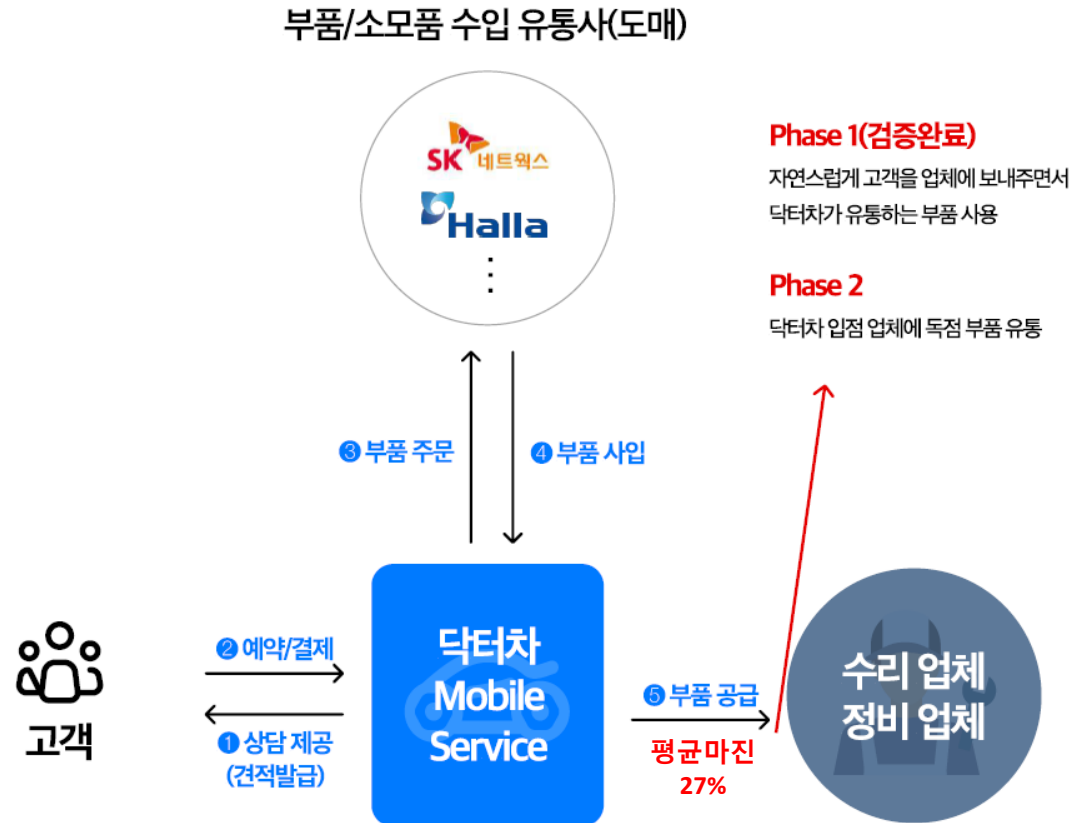 부품/소모품 수입 유통사(도매)
SK 네트웍스
Halla
Phase 1(검증완료)
자연스럽게 고객을 업체에 보내주면서
닥터차가 유통하는 부품 사용
Phase 2
닥터차 입점 업체에 독점 부품 유통
❸ 부품 주문
❹ 부품 사입
고객
❷ 예약/결제
❶ 상담 제공
(견적발급)
닥터차
Mobile
Service
❺ 부품 공급
평균마진
27%
수리 업체
정비 업체